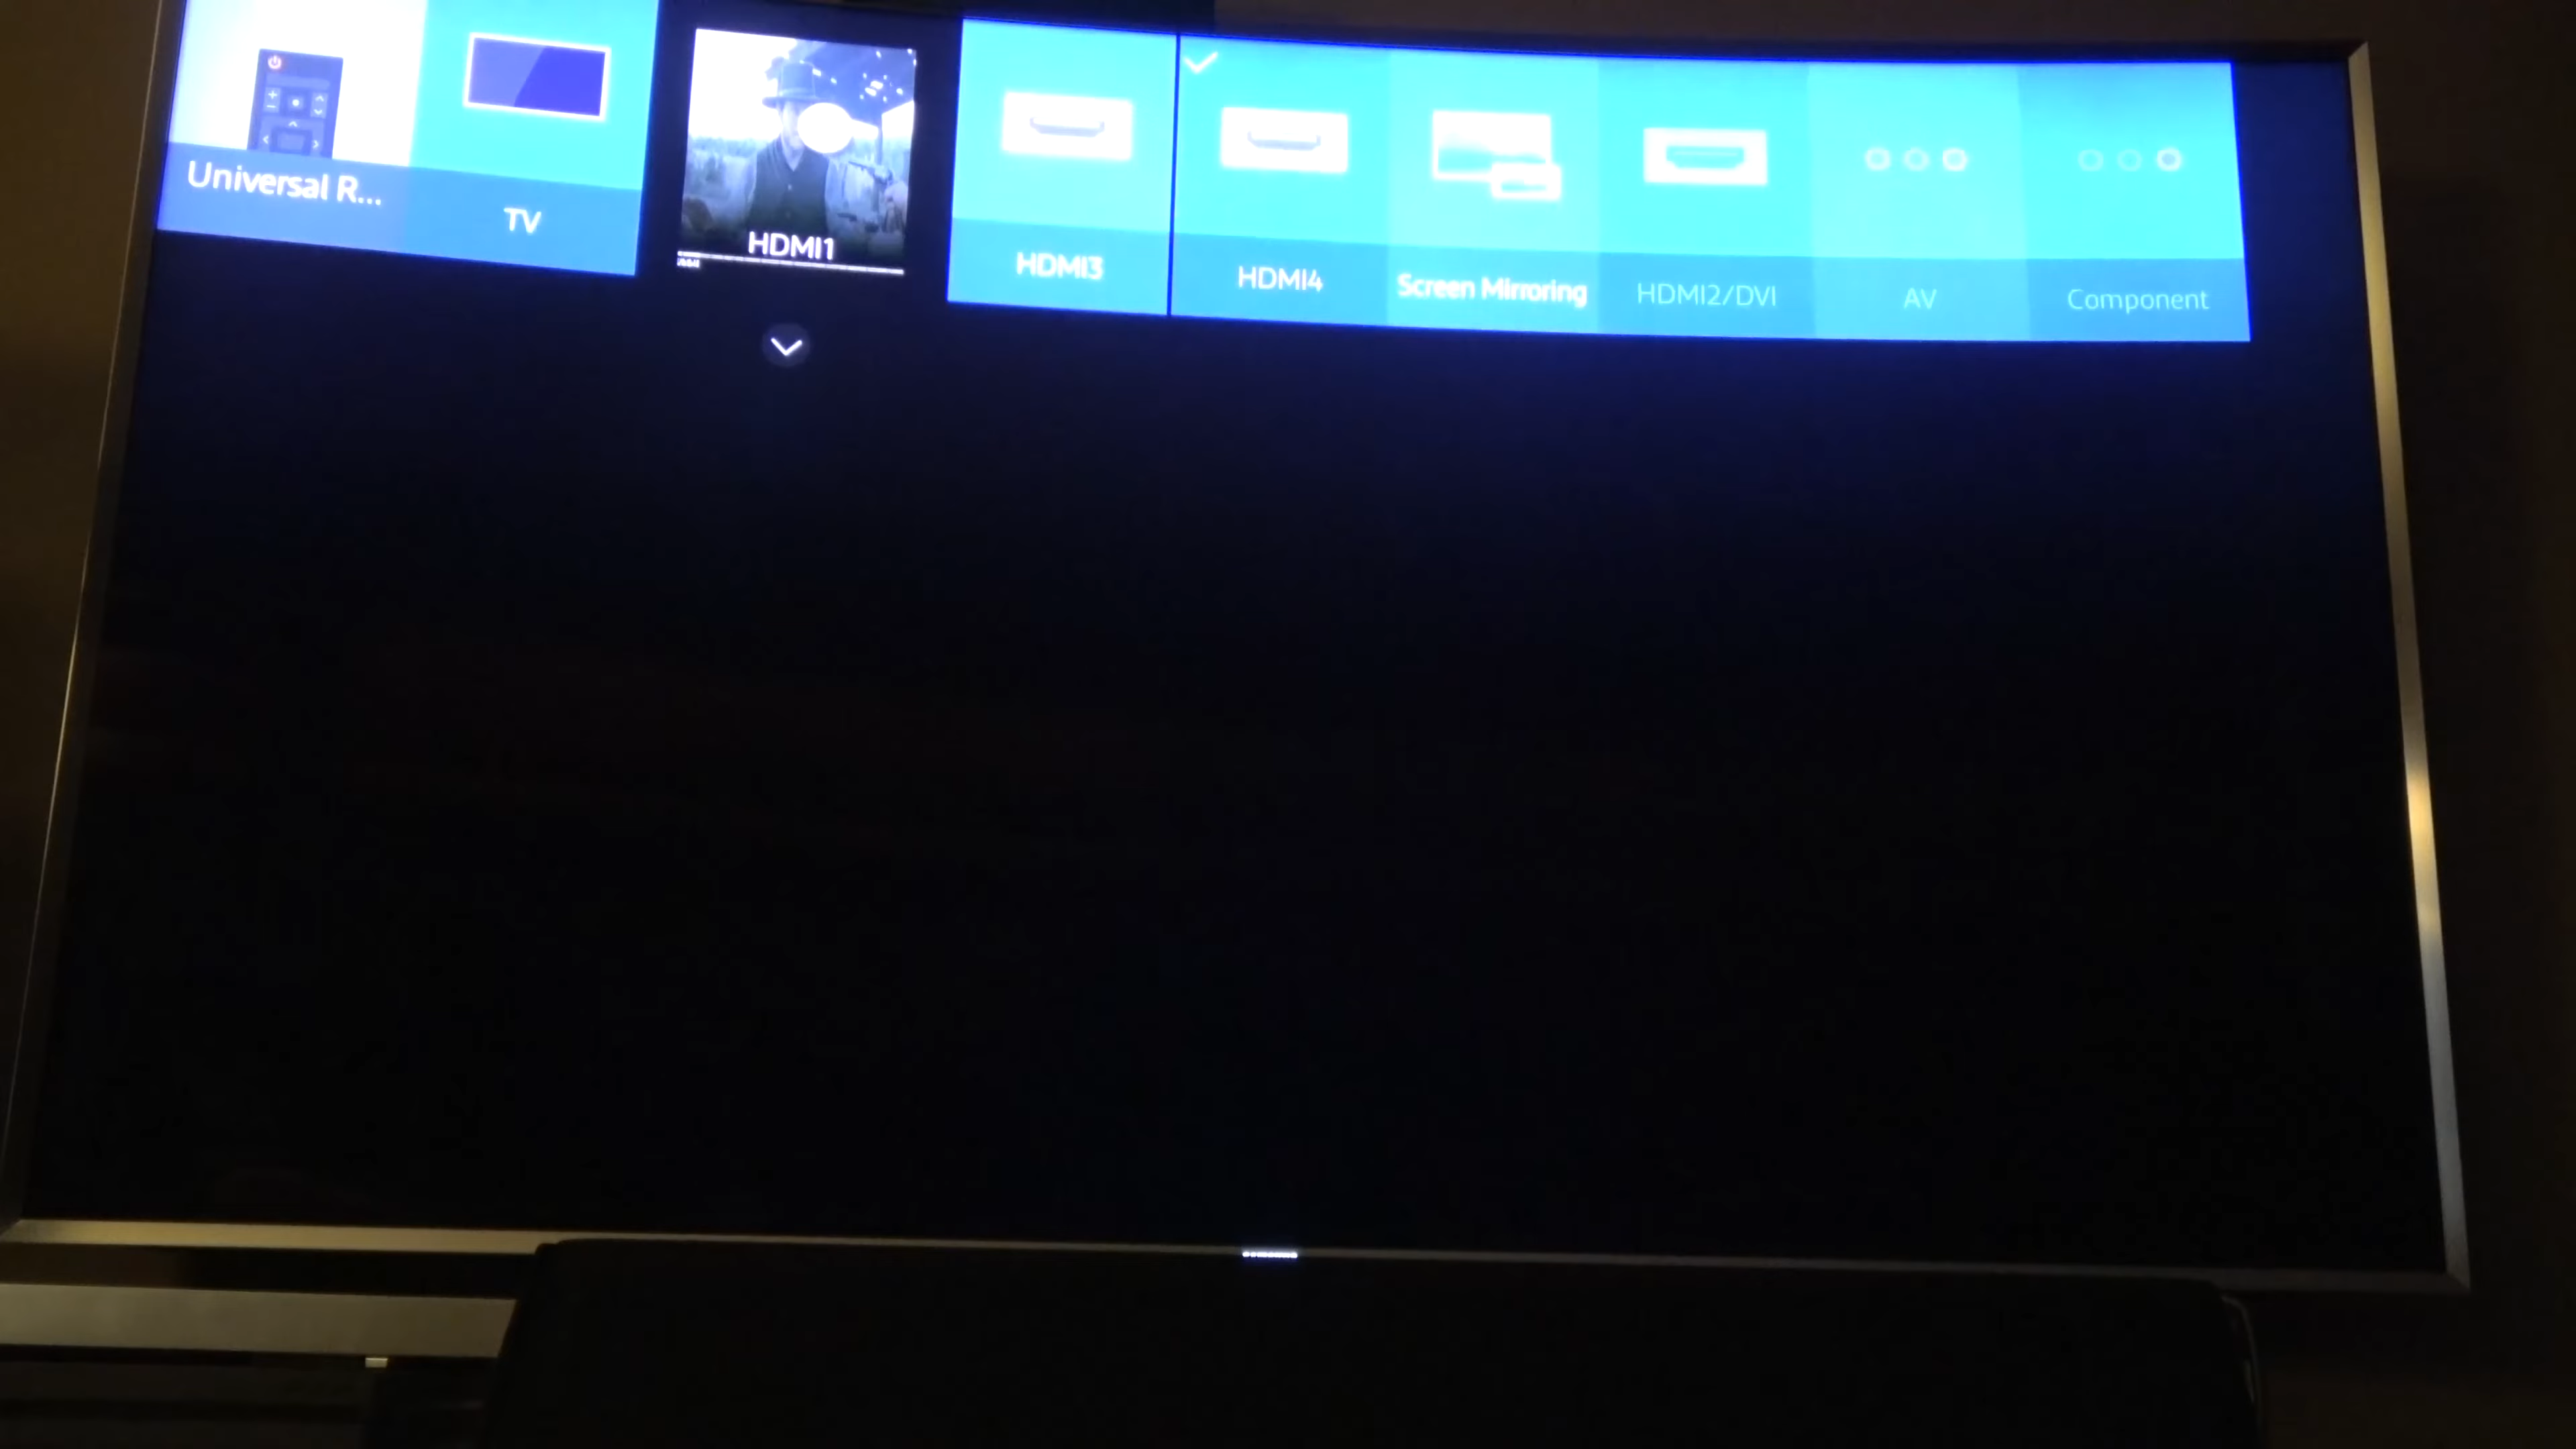 Universal R...
TV
HDMI1
HDMI3
HDMI4
Screen Mirroring
HDMI2/DVI
AV
Component